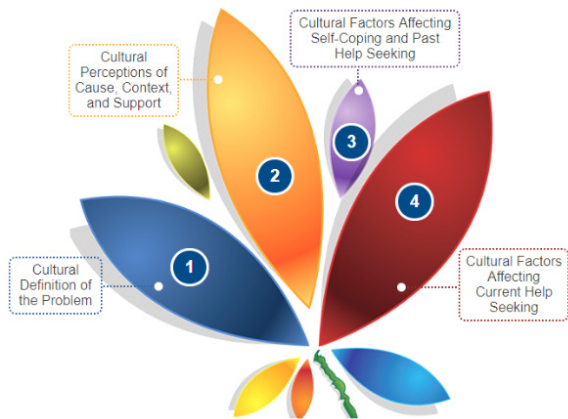 Cultural
Perceptions of
Cause, Context,
and Support
Cultural Factors Affecting
Self-Coping and Past
Help Seeking
1
2
3
4
Cultural
Definition of
the Problem
Cultural Factors
Affecting
Current Help
Seeking